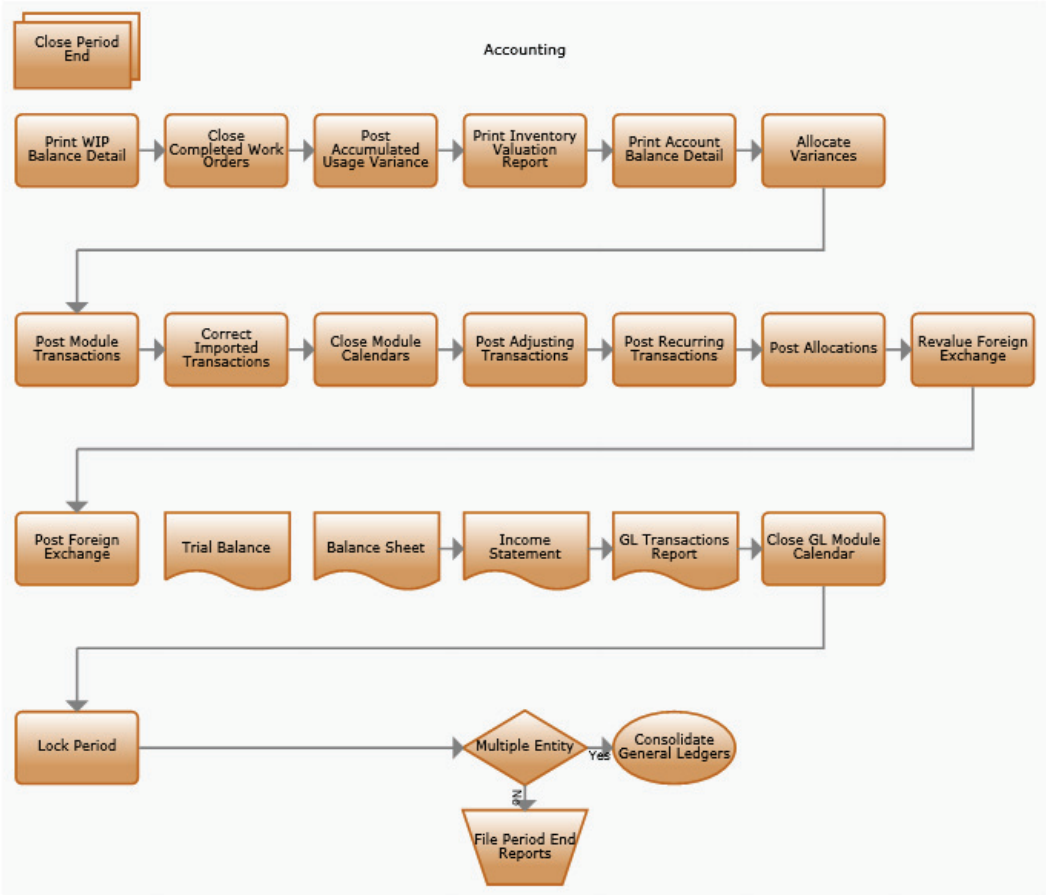 Close Period
End
Accounting
Print WIP
Balance Detail
Close
Completed Work
Orders
Post
Accumulated
Usage Variance
Print Inventory
Valuation
Report
Print Account
Balance Detail
Allocate
Variances
Post Module
Transactions
Correct
Imported
Transactions
Close Module
Calendars
Post Adjusting
Transactions
Post Recurring
Transactions
Post Allocations
Revalue Foreign
Exchange
Post Foreign
Exchange
Trial Balance
Balance Sheet
Income
Statement
GL Transactions
Report
Close GL Module
Calendar
Lock Period
Multiple Entity
Yes
Consolidate
General Ledgers
No
File Period End
Reports